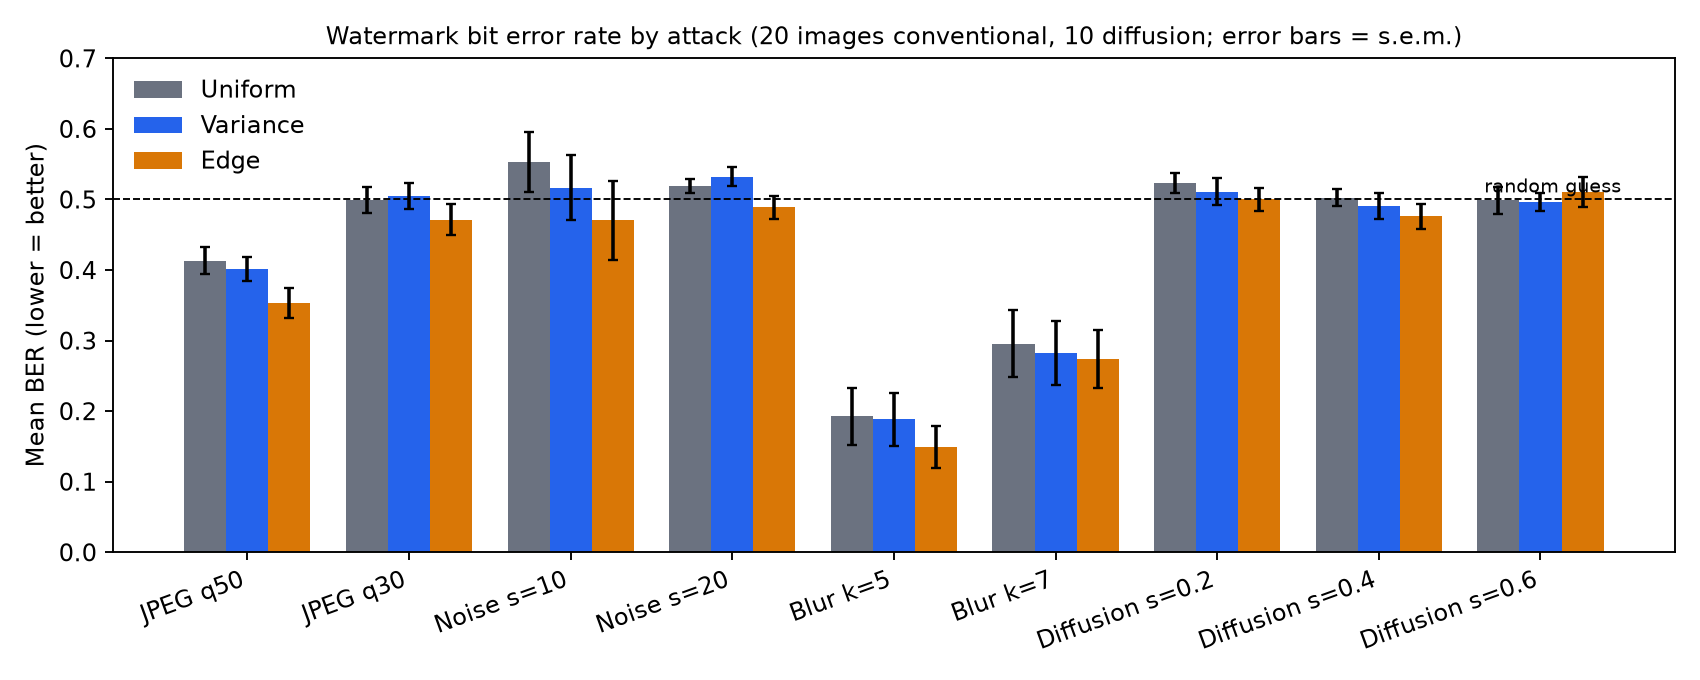 Watermark bit error rate by attack (20 images conventional, 10 diffusion; error bars = s.e.m.)
Mean BER (lower = better)
0.7
0.6
0.5
0.4
0.3
0.2
0.1
0.0
Uniform
Variance
Edge
random guess
JPEG q50
JPEG q30
Noise s=10
Noise s=20
Blur k=5
Blur k=7
Diffusion s=0.2
Diffusion s=0.4
Diffusion s=0.6